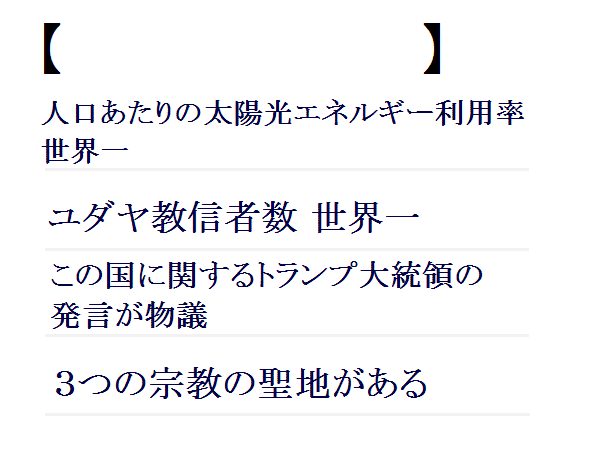 【　　　　　　　　　】
人口あたりの太陽光エネルギー利用率
世界一
ユダヤ教信者数 世界一
この国に関するトランプ大統領の
発言が物議
３つの宗教の聖地がある